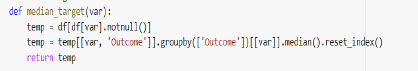 def median_target(var):
    temp = df[df[var].notnull()]
    temp = temp[[var, 'Outcome']].groupby(['Outcome'])[[var]].median().reset_index()
    return temp